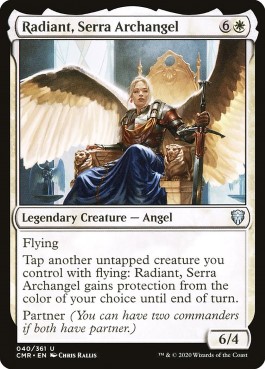 Radiant, Serra Archangel 6
Legendary Creature — Angel
Flying
Tap another untapped creature you
control with flying: Radiant, Serra
Archangel gains protection from the
color of your choice until end of turn.
Partner (You can have two commanders
if both have partner.)
6/4
040/361 U
CMR • EN Chris Rallis
™ & © 2020 Wizards of the Coast